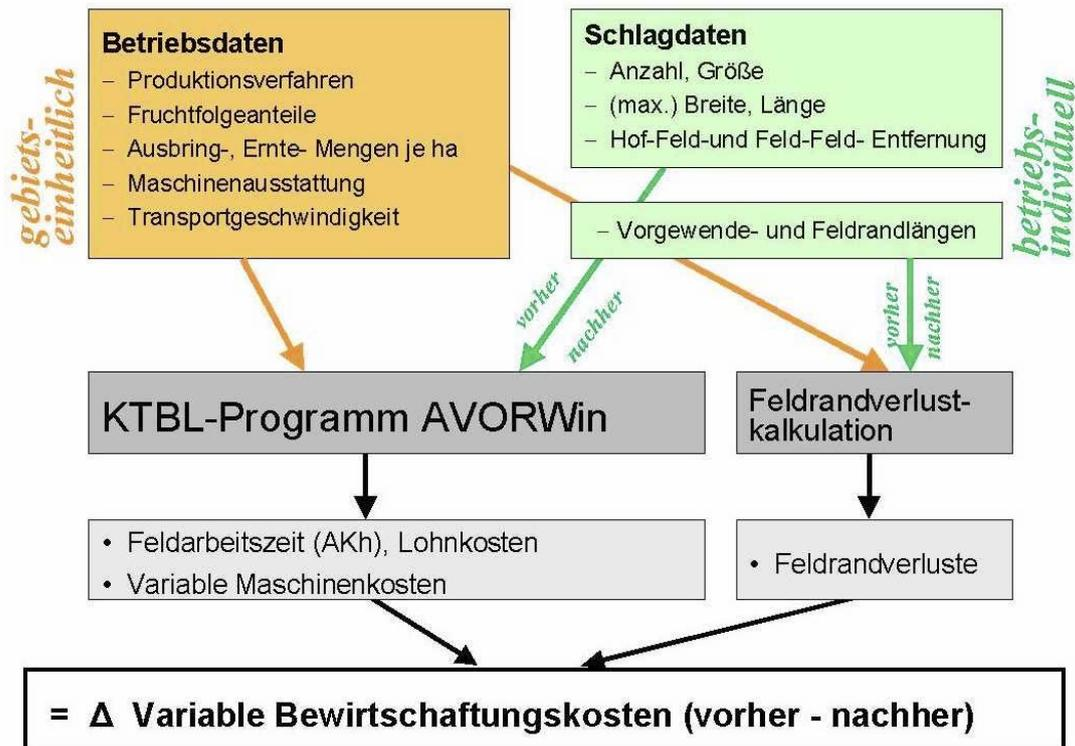 gebiets-
einheitlich
Betriebsdaten
– Produktionsverfahren
– Fruchtfolgeanteile
– Ausbring-, Ernte- Mengen je ha
– Maschinenausstattung
– Transportgeschwindigkeit
Schlagdaten
– Anzahl, Größe
– (max.) Breite, Länge
– Hof-Feld-und Feld-Feld- Entfernung
– Vorgewende- und Feldrandlängen
betriebs-
individuell
vorher
nachher
vorher
nachher
KTBL-Programm AVORWin
Feldrandverlust-
kalkulation
• Feldarbeitszeit (AKh), Lohnkosten
• Variable Maschinenkosten
• Feldrandverluste
= Δ Variable Bewirtschaftungskosten (vorher - nachher)